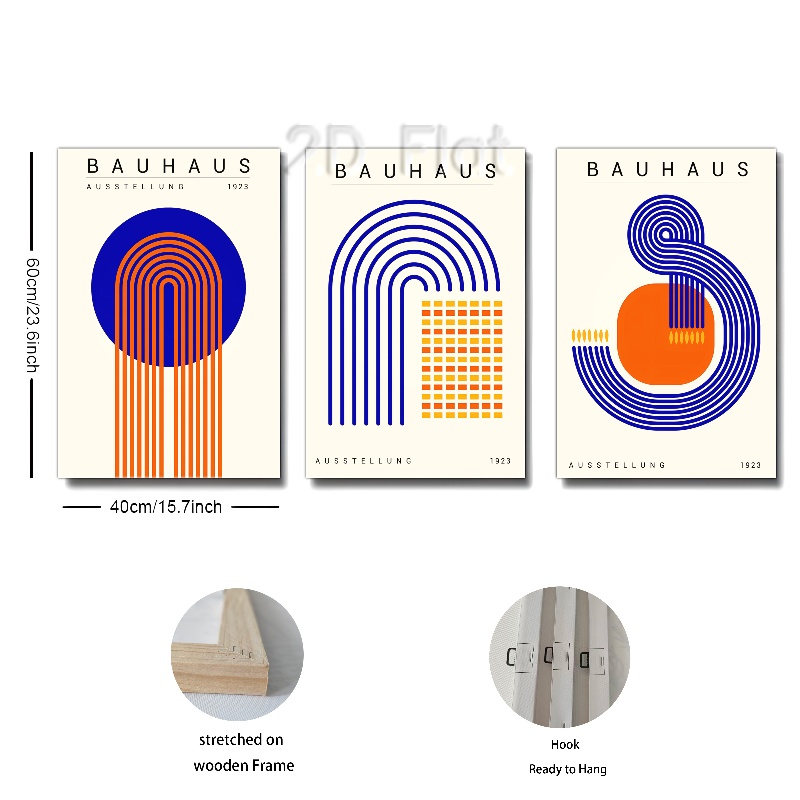 2D Flat
BAUHAUS
AUSSTELLUNG 1923
BAUHAUS
AUSSTELLUNG 1923
BAUHAUS
AUSSTELLUNG 1923
60cm/23.6inch
40cm/15.7inch
stretched on
wooden Frame
Hook
Ready to Hang